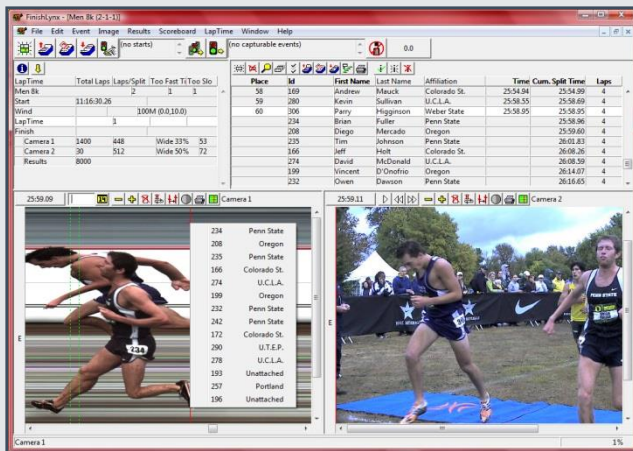 FinishLynx - [Men 8k (2-1-1)]
File Edit Event Image Results Scoreboard LapTime Window Help
(no starts) (no capturable events) 0.0
LapTime Total Laps Laps/Split Too Fast Ti Too Slo
Men 8k 2 1 1
Start 11:16:30.26
Wind 100M (0.0,10.0)
LapTime 1
Finish
Camera 1 1400 448 Wide 33% 53
Camera 2 30 512 Wide 50% 72
Results 8000
Place Id First Name Last Name Affiliation Time Cum. Split Time Laps
58 169 Andrew Mauck Colorado St. 25:54.94 25:54.99 4
59 280 Kevin Sullivan U.C.L.A. 25:58.55 25:58.69 4
60 306 Parry Higginson Weber State 25:58.95 25:58.95 4
234 Brian Fuller Penn State 25:58.96 4
208 Diego Mercado Oregon 25:59.60 4
235 Tim Johnson Penn State 26:01.83 4
166 Jeff Holt Colorado St. 26:08.26 4
274 David McDonald U.C.L.A. 26:08.59 4
199 Vincent D'Onofrio Oregon 26:14.07 4
232 Owen Dawson Penn State 26:16.65 4
25:59.09 Camera 1
234 Penn State
208 Oregon
235 Penn State
166 Colorado St.
274 U.C.L.A.
199 Oregon
232 Penn State
242 Penn State
172 Colorado St.
290 U.T.E.P.
278 U.C.L.A.
193 Unattached
257 Portland
196 Unattached
E
234
25:59.11 Camera 2
E
PENN STATE
Camera 1 1%